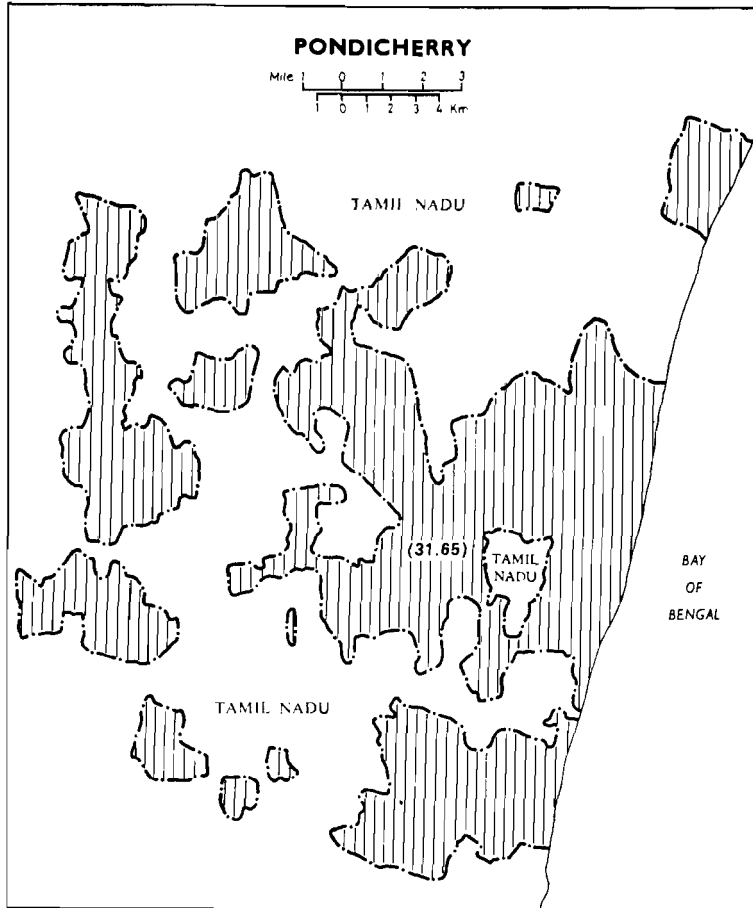 PONDICHERRY
Mile 1 0 1 2 3
1 0 1 2 3 4 Km
TAMIL NADU
(31.65)
TAMIL
NADU
BAY
OF
BENGAL
TAMIL NADU